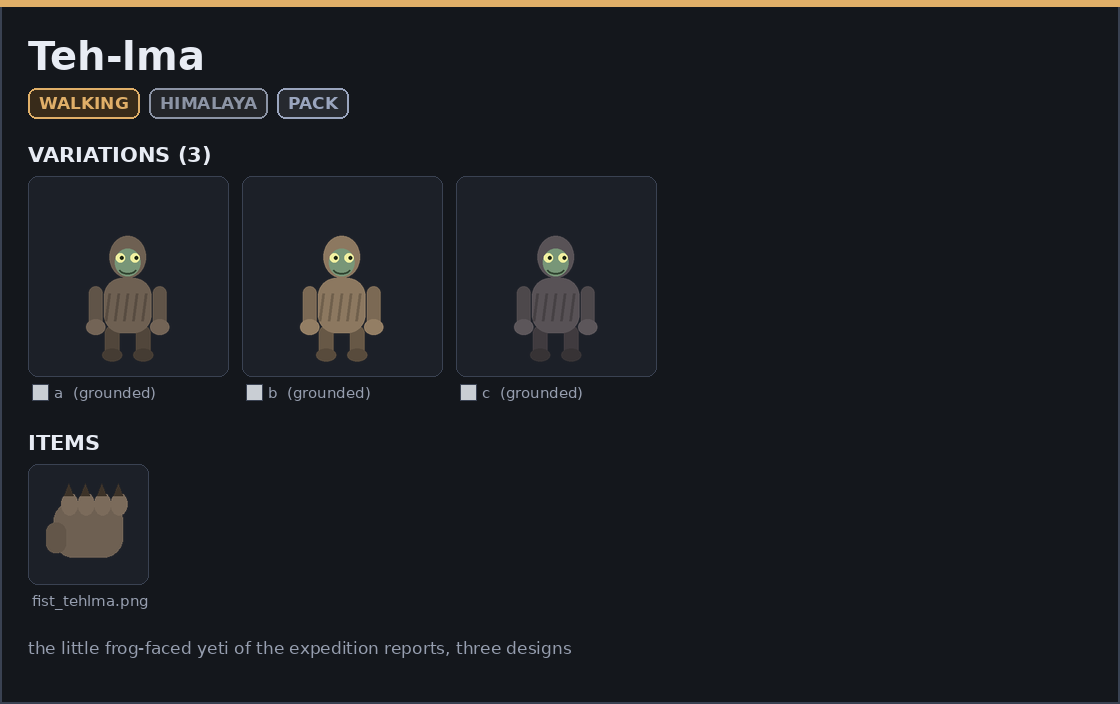 Teh-lma
WALKING HIMALAYA PACK
VARIATIONS (3)
a (grounded) b (grounded) c (grounded)
ITEMS
fist_tehlma.png
the little frog-faced yeti of the expedition reports, three designs